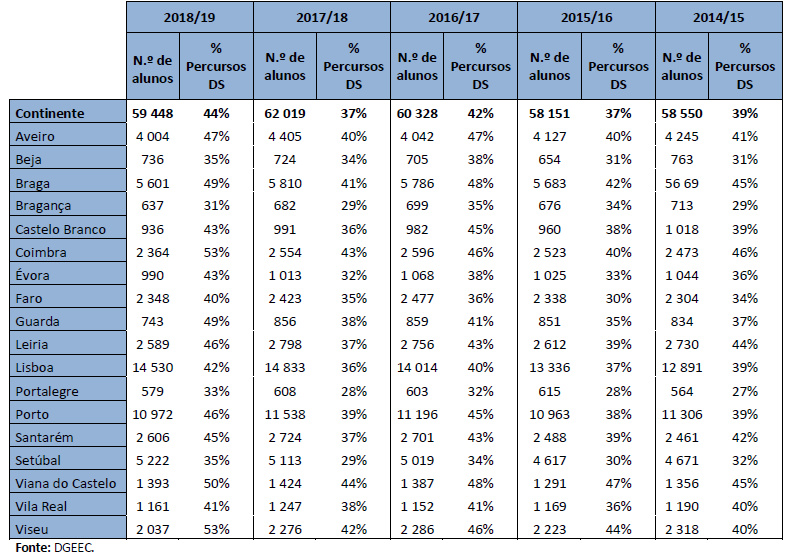 2018/19 2017/18 2016/17 2015/16 2014/15
N.º de alunos % Percursos DS N.º de alunos % Percursos DS N.º de alunos % Percursos DS N.º de alunos % Percursos DS N.º de alunos % Percursos DS
Continente 59 448 44% 62 019 37% 60 328 42% 58 151 37% 58 550 39%
Aveiro 4 004 47% 4 405 40% 4 042 47% 4 127 40% 4 245 41%
Beja 736 35% 724 34% 705 38% 654 31% 763 31%
Braga 5 601 49% 5 810 41% 5 786 48% 5 683 42% 56 69 45%
Bragança 637 31% 682 29% 699 35% 676 34% 713 29%
Castelo Branco 936 43% 991 36% 982 45% 960 38% 1 018 39%
Coimbra 2 364 53% 2 554 43% 2 596 46% 2 523 40% 2 473 46%
Évora 990 43% 1 013 32% 1 068 38% 1 025 33% 1 044 36%
Faro 2 348 40% 2 423 35% 2 477 36% 2 338 30% 2 304 34%
Guarda 743 49% 856 38% 859 41% 851 35% 834 37%
Leiria 2 589 46% 2 798 37% 2 756 43% 2 612 39% 2 730 44%
Lisboa 14 530 42% 14 833 36% 14 014 40% 13 336 37% 12 891 39%
Portalegre 579 33% 608 28% 603 32% 615 28% 564 27%
Porto 10 972 46% 11 538 39% 11 196 45% 10 963 38% 11 306 39%
Santarém 2 606 45% 2 724 37% 2 701 43% 2 488 39% 2 461 42%
Setúbal 5 222 35% 5 113 29% 5 019 34% 4 617 30% 4 671 32%
Viana do Castelo 1 393 50% 1 424 44% 1 387 48% 1 291 47% 1 356 45%
Vila Real 1 161 41% 1 247 38% 1 152 41% 1 169 36% 1 190 40%
Viseu 2 037 53% 2 276 42% 2 286 46% 2 223 44% 2 318 40%
Fonte: DGEEC.